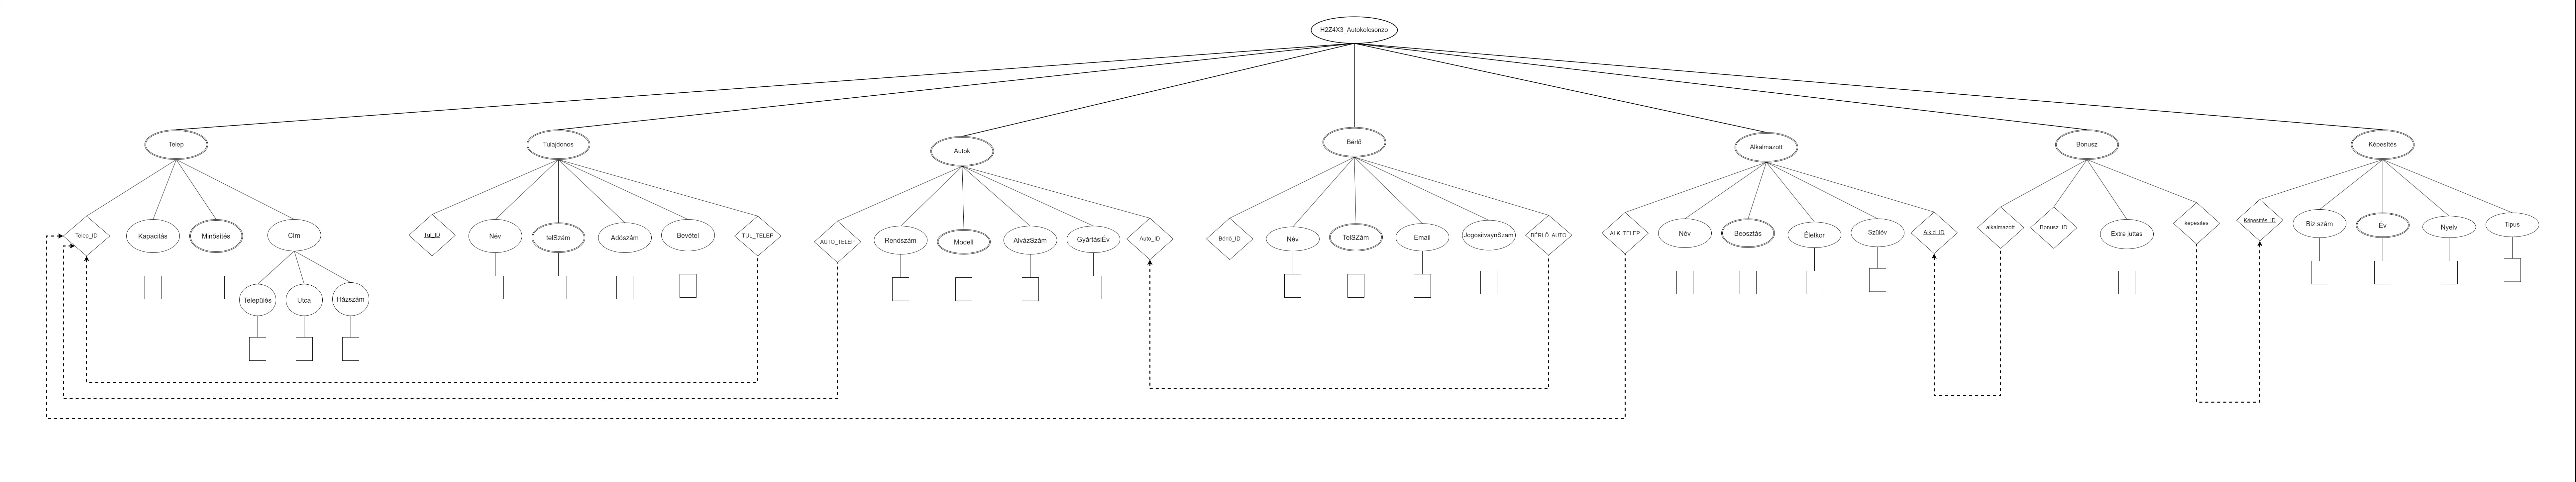 H2Z4X3_Autokolcsonzo
Telep
Tulajdonos
Autok
Bérlő
Alkalmazott
Bonusz
Képesítés
Telep_ID
Kapacitás
Minősítés
Cím
Tul_ID
Név
telSzám
Adószám
Bevétel
TUL_TELEP
AUTO_TELEP
Rendszám
Modell
AlvázSzám
GyártásiÉv
Auto_ID
Bérlő_ID
Név
TelSZám
Email
JogositvaynSzam
BÉRLŐ_AUTO
ALK_TELEP
Név
Beosztás
Életkor
Szülév
Alkid_ID
alkalmazott
Bonusz_ID
Extra juttas
képesites
Képesítés_ID
Biz.szám
Év
Nyelv
Tipus
Település
Utca
Házszám